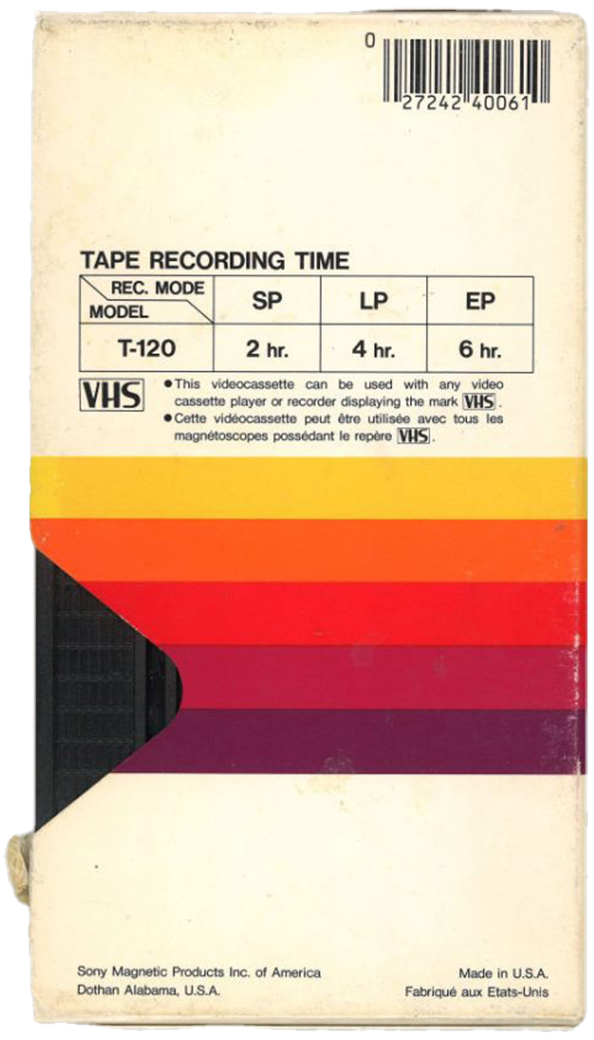 0
27242 40061
TAPE RECORDING TIME
REC. MODE
MODEL
SP LP EP
T-120 2 hr. 4 hr. 6 hr.
VHS
●This videocassette can be used with any video
cassette player or recorder displaying the mark VHS.
●Cette vidéocassette peut être utilisée avec tous les
magnétoscopes possédant le repère VHS.
Sony Magnetic Products Inc. of America
Dothan Alabama, U.S.A.
Made in U.S.A.
Fabriqué aux Etats-Unis